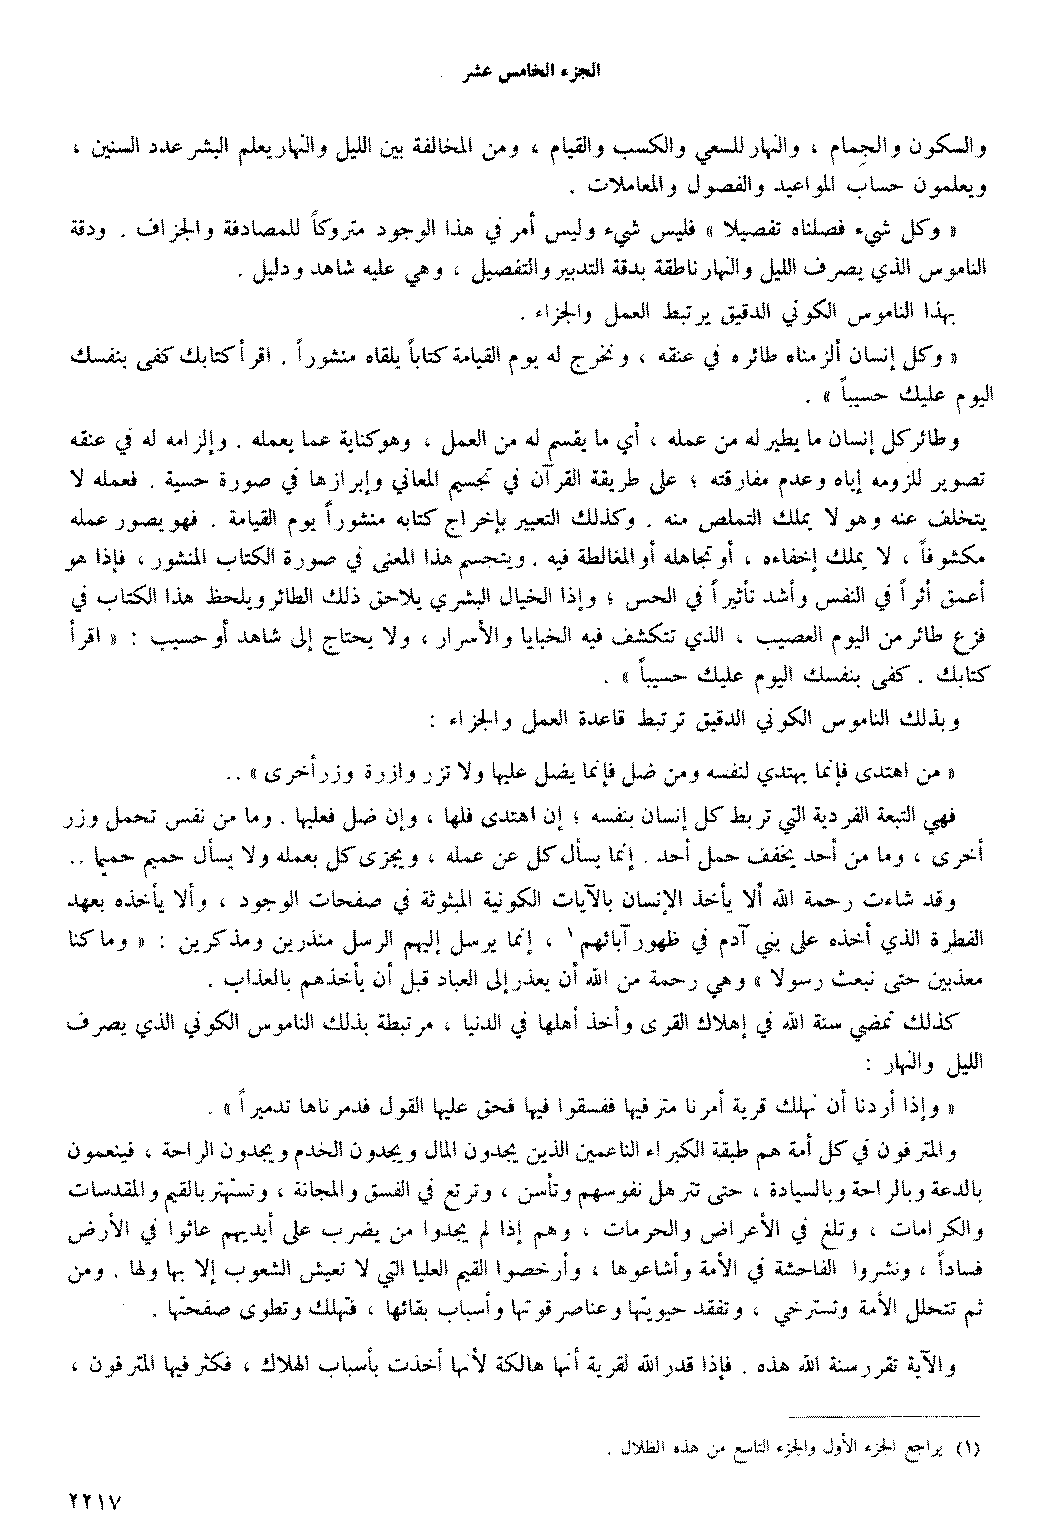 الجزء الخامس عشر
والسكون والجِمام ، والنهار للسعي والكسب والقيام ، ومن المخالفة بين الليل والنهار يعلم البشر عدد السنين ،
ويعلمون حساب المواعيد والفصول والمعاملات .
« وكل شيء فصلناه تفصيلا » فليس شيء وليس أمر في هذا الوجود متروكاً للمصادفة والجزاف . ودقة
الناموس الذي يصرف الليل والنهار ناطقة بدقة التدبير والتفصيل ، وهي عليه شاهد ودليل .
بهذا الناموس الكوني الدقيق يرتبط العمل والجزاء .
« وكل إنسان ألزمناه طائره في عنقه ، ونخرج له يوم القيامة كتاباً يلقاه منشوراً . اقرأ كتابك كفى بنفسك
اليوم عليك حسيباً » .
وطائر كل إنسان ما يطير له من عمله ، أي ما يقسم له من العمل ، وهو كناية عما يعمله . وإلزامه له في عنقه
تصوير للزومه إياه وعدم مفارقته ؛ على طريقة القرآن في تجسيم المعاني وإبرازها في صورة حسية . فعمله لا
يتخلف عنه وهو لا يملك التملص منه . وكذلك التعبير بإخراج كتابه منشوراً يوم القيامة . فهو يصور عمله
مكشوفاً ، لا يملك إخفاءه ، أو تجاهله أو المغالطة فيه . ويتجسم هذا المعنى في صورة الكتاب المنشور ، فإذا هو
أعمق أثراً في النفس وأشد تأثيراً في الحس ؛ وإذا الخيال البشري يلاحق ذلك الطائر ويلحظ هذا الكتاب في
فزع طائر من اليوم العصيب ، الذي تتكشف فيه الخبايا والأسرار ، ولا يحتاج إلى شاهد أو حسيب : « اقرأ
كتابك . كفى بنفسك اليوم عليك حسيباً » .
وبذلك الناموس الكوني الدقيق ترتبط قاعدة العمل والجزاء :
« من اهتدى فإنما يهتدي لنفسه ومن ضل فإنما يضل عليها ولا تزر وازرة وزر أخرى » ..
فهي التبعة الفردية التي تربط كل إنسان بنفسه ؛ إن اهتدى فلها ، وإن ضل فعليها . وما من نفس تحمل وزر
أخرى ، وما من أحد يخفف حمل أحد . إنما يسأل كل عن عمله ، ويجزى كل بعمله ولا يسأل حميم حميما ..
وقد شاءت رحمة الله ألا يأخذ الإنسان بالآيات الكونية المبثوثة في صفحات الوجود ، وألا يأخذه بعهد
الفطرة الذي أخذه على بني آدم في ظهور آبائهم ١ ، إنما يرسل إليهم الرسل منذرين ومذكرين : « وما كنا
معذبين حتى نبعث رسولا » وهي رحمة من الله أن يعذر إلى العباد قبل أن يأخذهم بالعذاب .
كذلك تمضي سنة الله في إهلاك القرى وأخذ أهلها في الدنيا ، مرتبطة بذلك الناموس الكوني الذي يصرف
الليل والنهار :
« وإذا أردنا أن نهلك قرية أمرنا مترفيها ففسقوا فيها فحق عليها القول فدمرناها تدميراً » .
والمترفون في كل أمة هم طبقة الكبراء الناعمين الذين يجدون المال ويجدون الخدم ويجدون الراحة ، فينعمون
بالدعة وبالراحة وبالسيادة ، حتى تترهل نفوسهم وتأسن ، وترتع في الفسق والمجانة ، وتستهتر بالقيم والمقدسات
والكرامات ، وتلغ في الأعراض والحرمات ، وهم إذا لم يجدوا من يضرب على أيديهم عاثوا في الأرض
فساداً ، ونشروا الفاحشة في الأمة وأشاعوها ، وأرخصوا القيم العليا التي لا تعيش الشعوب إلا بها ولها . ومن
ثم تتحلل الأمة وتسترخي ، وتفقد حيويتها وعناصر قوتها وأسباب بقائها ، فتهلك وتطوى صفحتها .
والآية تقرر سنة الله هذه . فإذا قدر الله لقرية أنها هالكة لأنها أخذت بأسباب الهلاك ، فكثر فيها المترفون ،
(١) يراجع الجزء الأول والجزء التاسع من هذه الظلال .
٢٢١٧